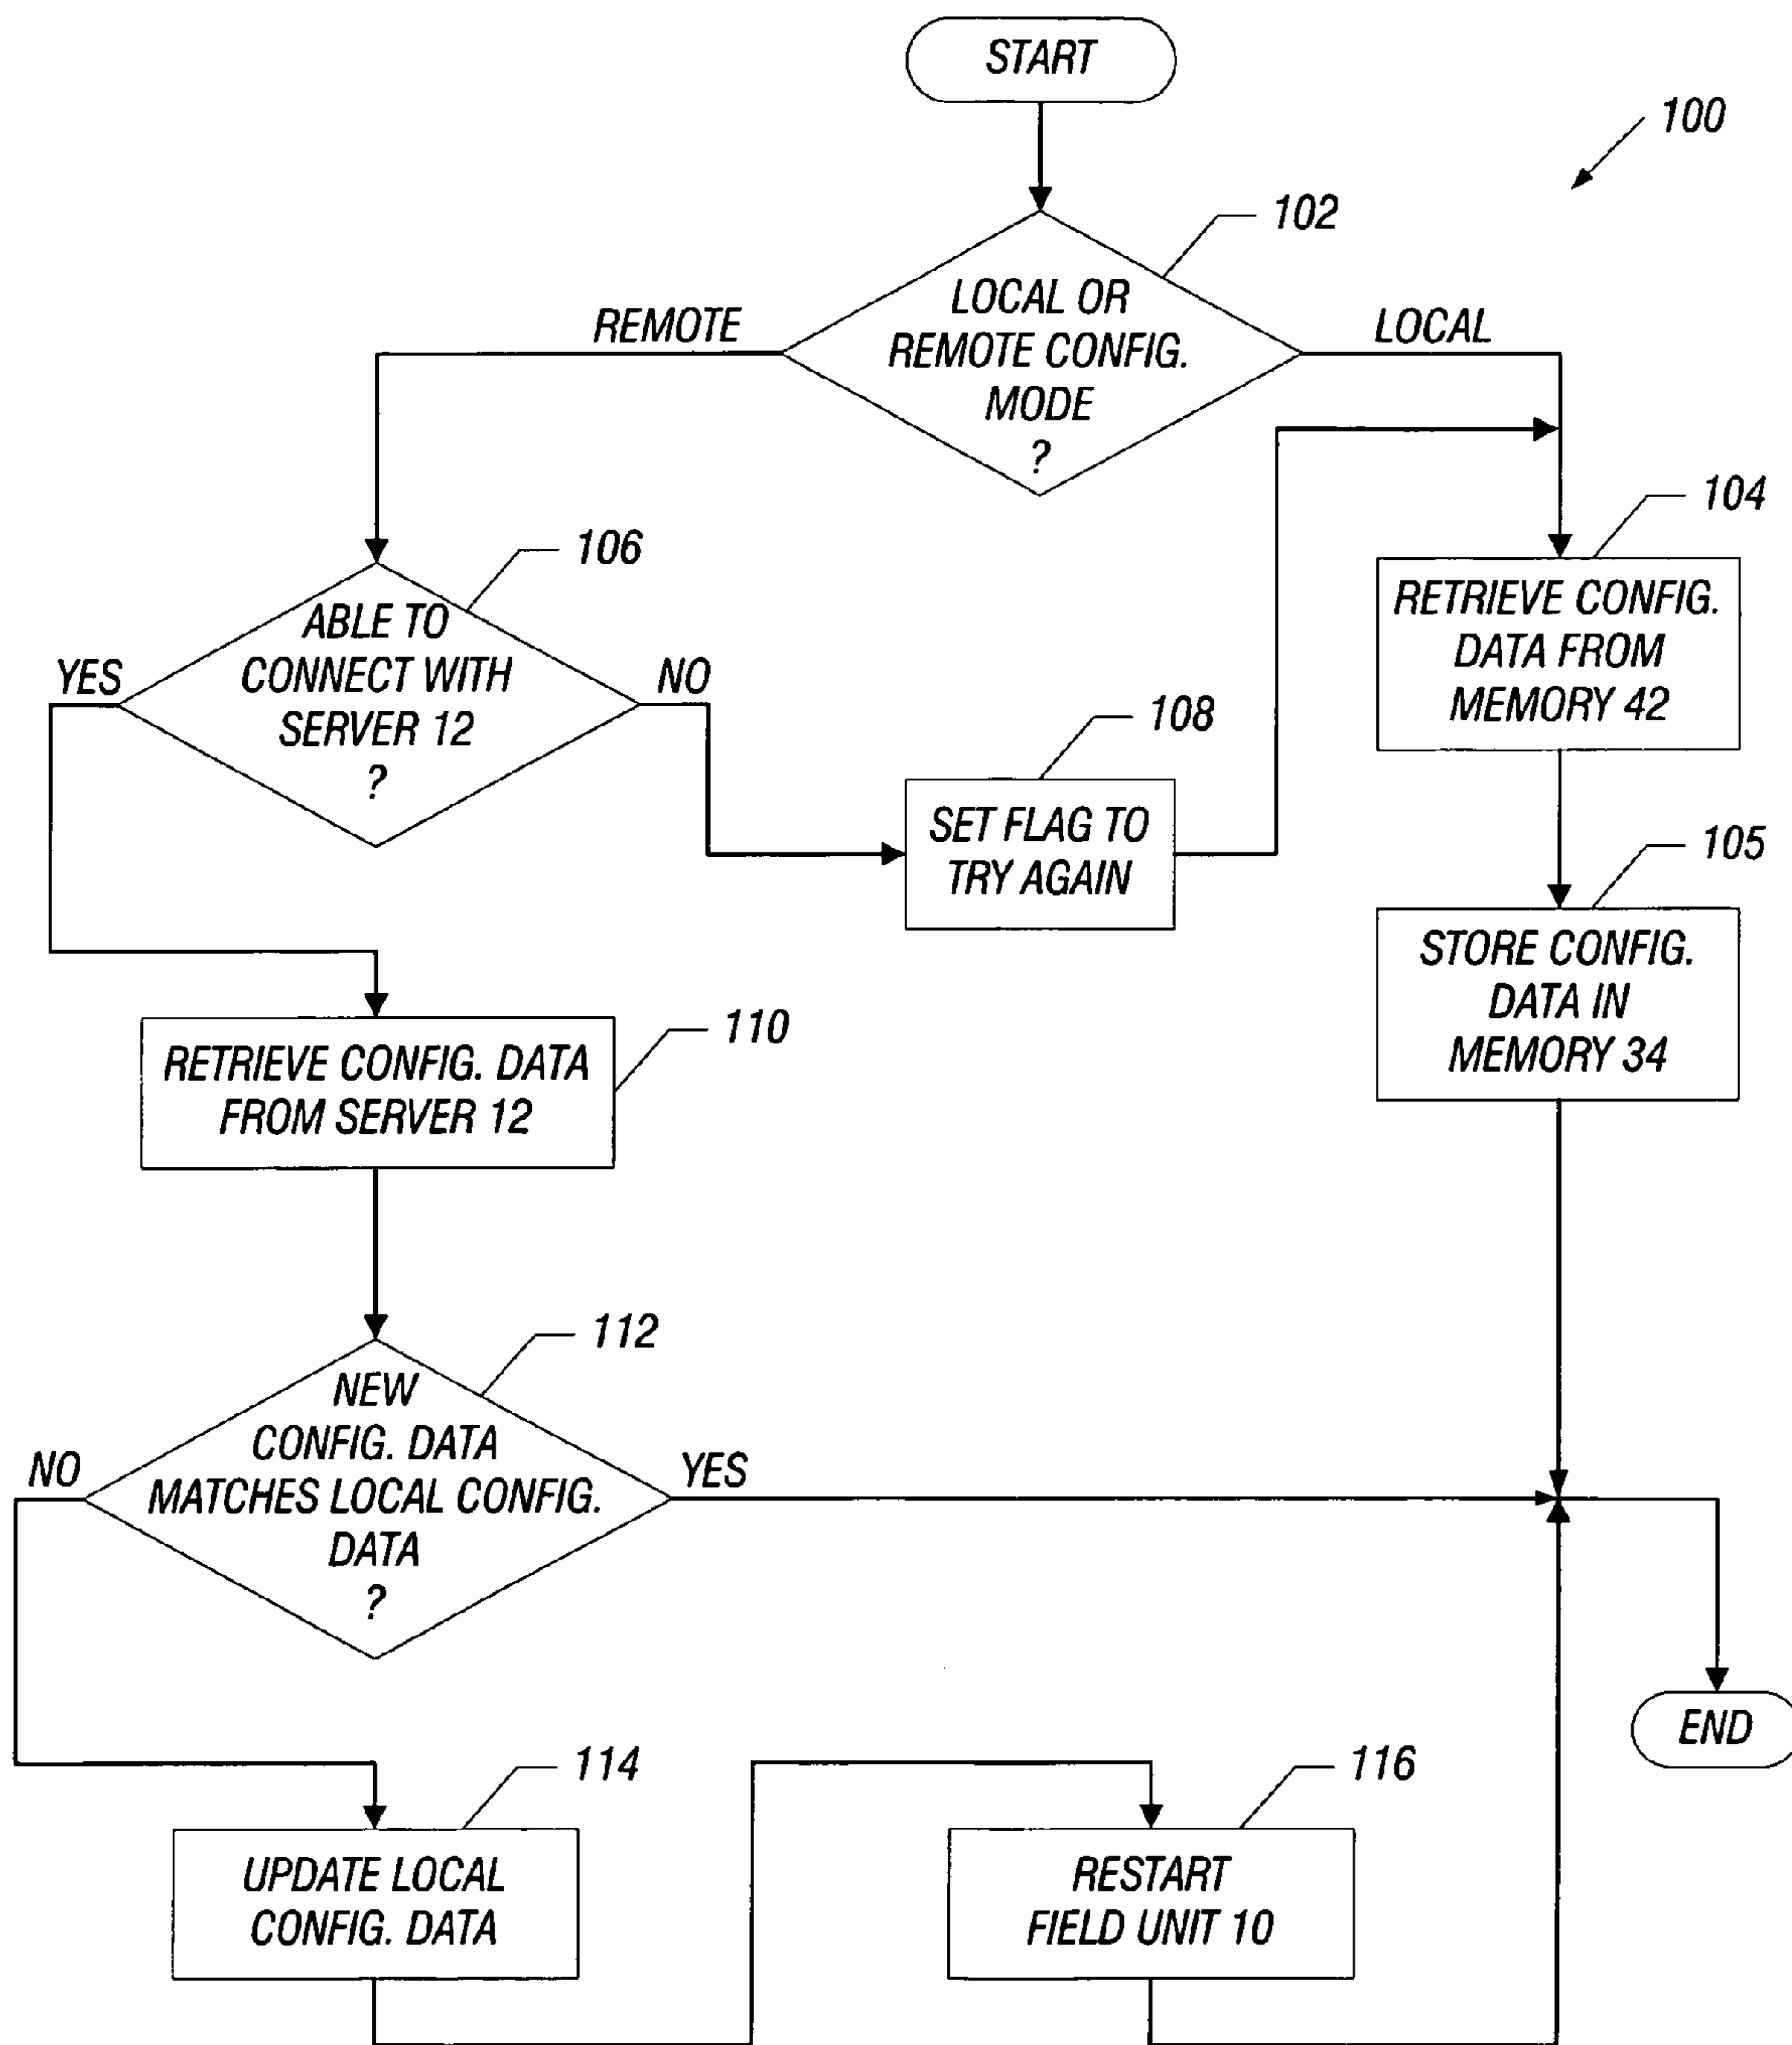 START
100
102
LOCAL OR
REMOTE CONFIG.
MODE
?
REMOTE
LOCAL
104
RETRIEVE CONFIG.
DATA FROM
MEMORY 42
106
ABLE TO
CONNECT WITH
SERVER 12
?
YES
NO
108
SET FLAG TO
TRY AGAIN
105
STORE CONFIG.
DATA IN
MEMORY 34
110
RETRIEVE CONFIG. DATA
FROM SERVER 12
112
NEW
CONFIG. DATA
MATCHES LOCAL CONFIG.
DATA
?
NO
YES
END
114
UPDATE LOCAL
CONFIG. DATA
116
RESTART
FIELD UNIT 10